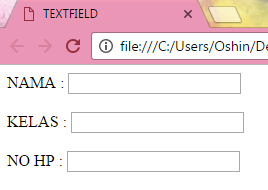 TEXTFIELD
file:///C:/Users/Oshin/De
NAMA :
KELAS :
NO HP :